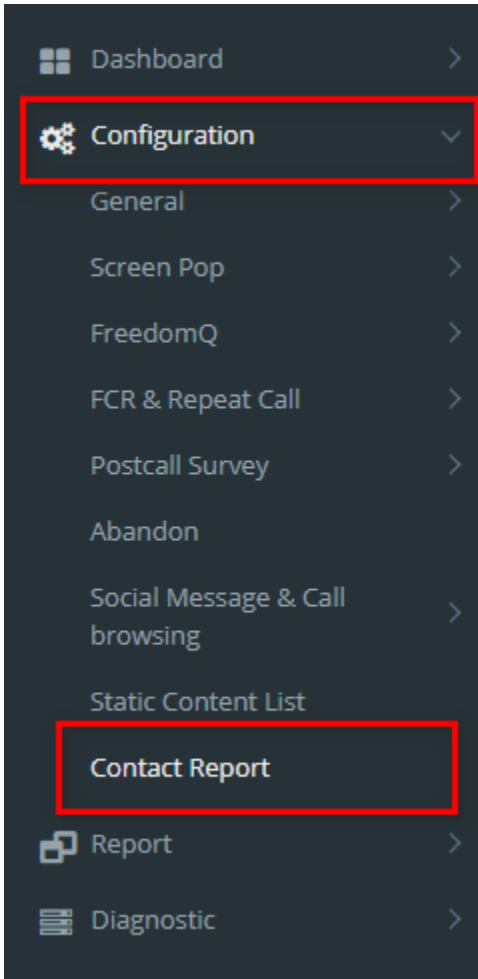 Dashboard
Configuration
General
Screen Pop
FreedomQ
FCR & Repeat Call
Postcall Survey
Abandon
Social Message & Call
browsing
Static Content List
Contact Report
Report
Diagnostic